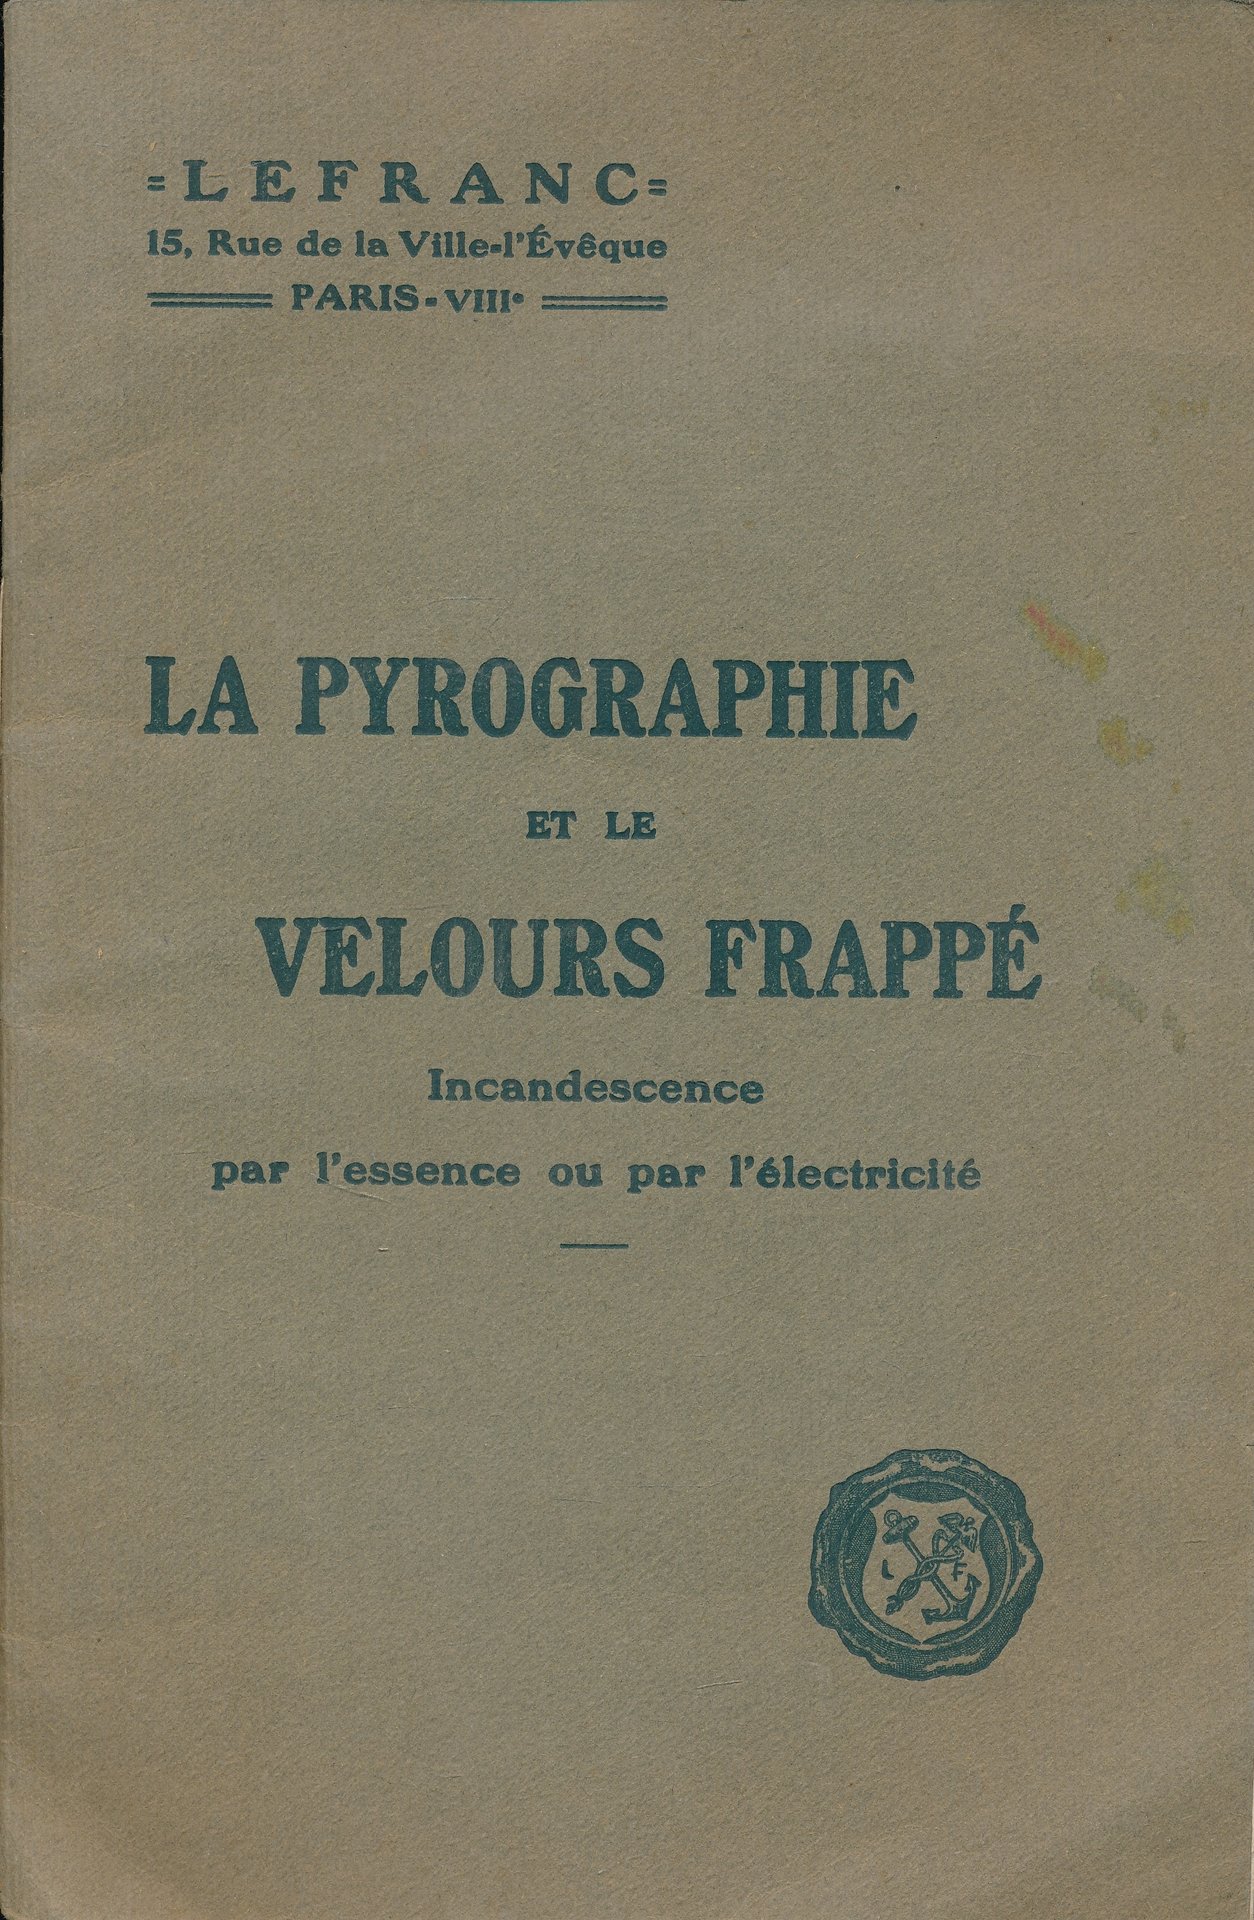 =LEFRANC=
15, Rue de la Ville-l'Évêque
PARIS-VIIIe
LA PYROGRAPHIE
ET LE
VELOURS FRAPPÉ
Incandescence
par l'essence ou par l'électricité
L F